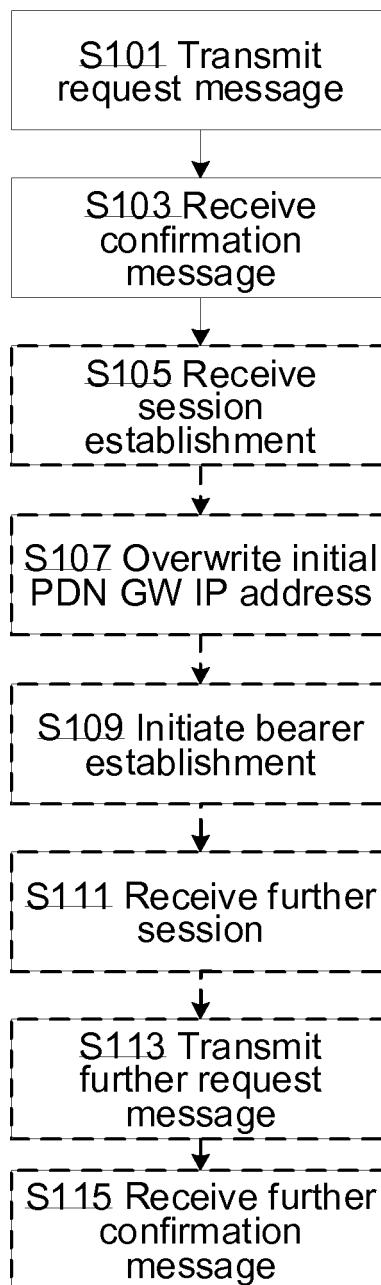 S101 Transmit
request message
S103 Receive
confirmation
message
S105 Receive
session
establishment
S107 Overwrite initial
PDN GW IP address
S109 Initiate bearer
establishment
S111 Receive further
session
S113 Transmit
further request
message
S115 Receive further
confirmation
message